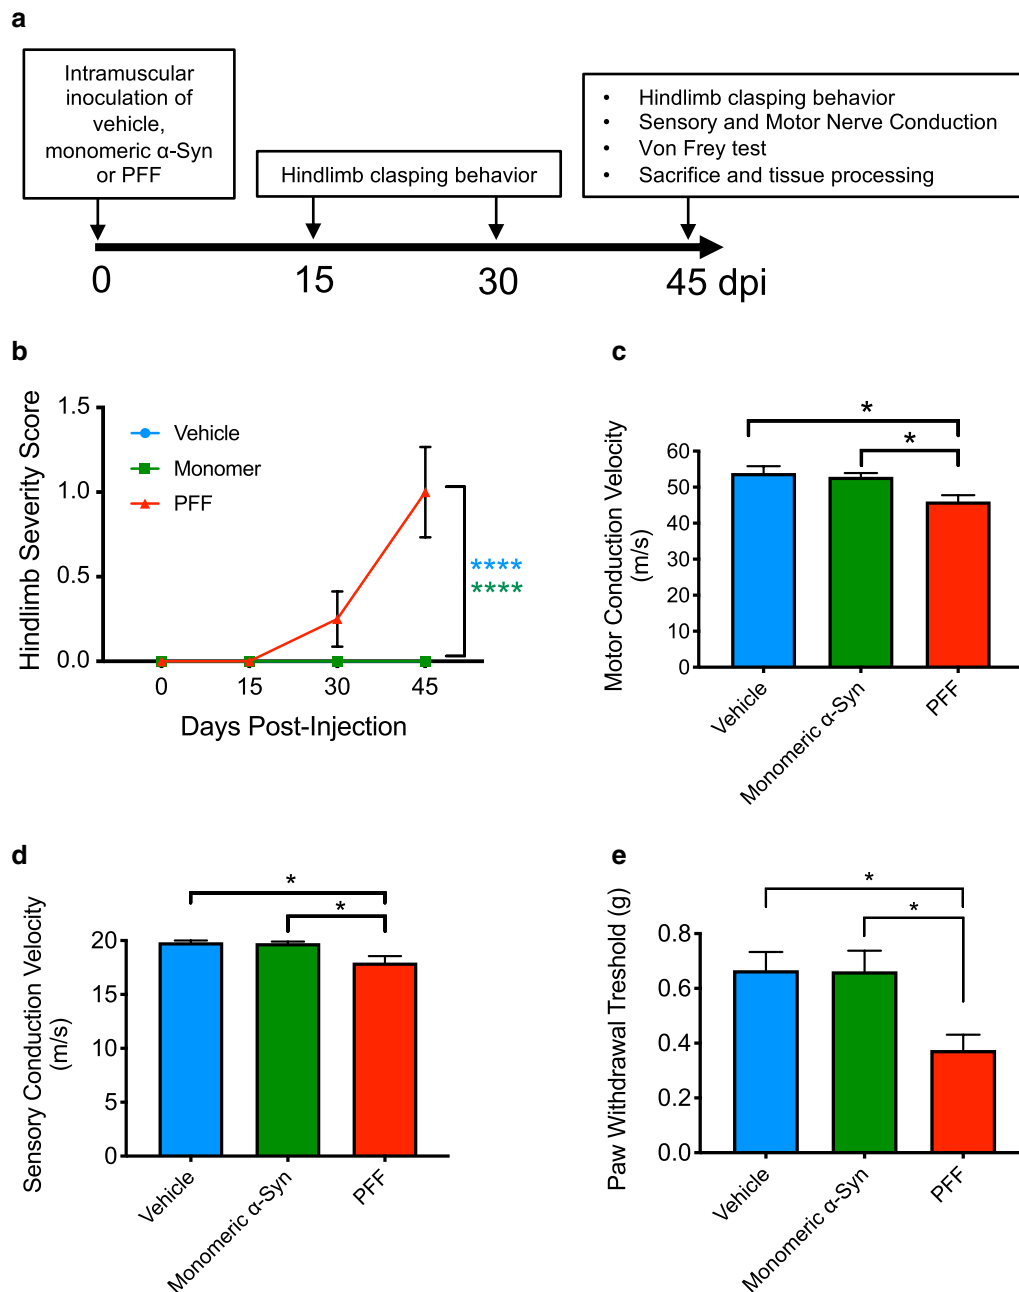 a
Intramuscular
inoculation of
vehicle,
monomeric α-Syn
or PFF
Hindlimb clasping behavior
• Hindlimb clasping behavior
• Sensory and Motor Nerve Conduction
• Von Frey test
• Sacrifice and tissue processing
0 15 30 45 dpi
b
Hindlimb Severity Score
1.5
1.0
0.5
0.0
Vehicle
Monomer
PFF
****
****
0 15 30 45
Days Post-Injection
c
Motor Conduction Velocity
(m/s)
*
*
60
50
40
30
20
10
0
Vehicle
Monomeric α-Syn
PFF
d
Sensory Conduction Velocity
(m/s)
*
*
20
15
10
5
0
Vehicle
Monomeric α-Syn
PFF
e
Paw Withdrawal Treshold (g)
*
*
0.8
0.6
0.4
0.2
0.0
Vehicle
Monomeric α-Syn
PFF